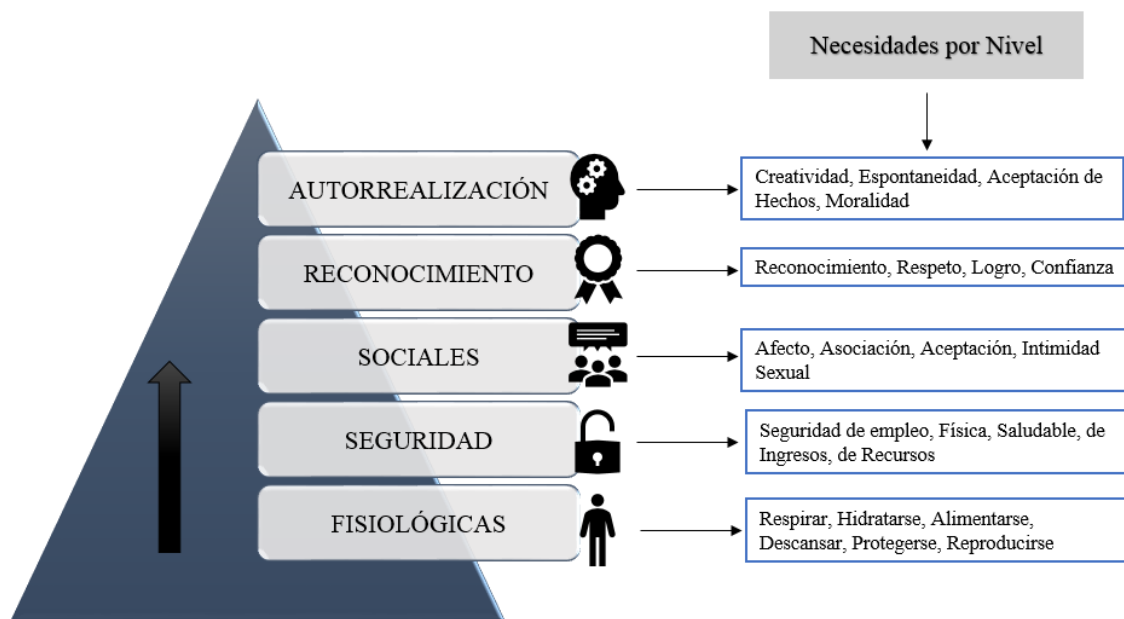 Necesidades por Nivel
AUTORREALIZACIÓN
Creatividad, Espontaneidad, Aceptación de
Hechos, Moralidad
RECONOCIMIENTO
Reconocimiento, Respeto, Logro, Confianza
SOCIALES
Afecto, Asociación, Aceptación, Intimidad
Sexual
SEGURIDAD
Seguridad de empleo, Física, Saludable, de
Ingresos, de Recursos
FISIOLÓGICAS
Respirar, Hidratarse, Alimentarse,
Descansar, Protegerse, Reproducirse